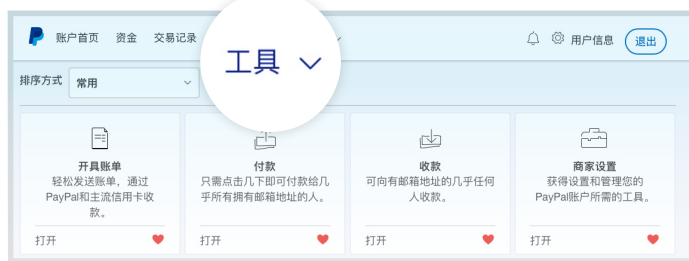 账户首页 资金 交易记录 工具 用户信息 退出
排序方式 常用
开具账单
轻松发送账单，通过
PayPal和主流信用卡收
款。
打开
付款
只需点击几下即可付款给几
乎所有拥有邮箱地址的人。
打开
收款
可向有邮箱地址的几乎任何
人收款。
打开
商家设置
获得设置和管理您的
PayPal账户所需的工具。
打开